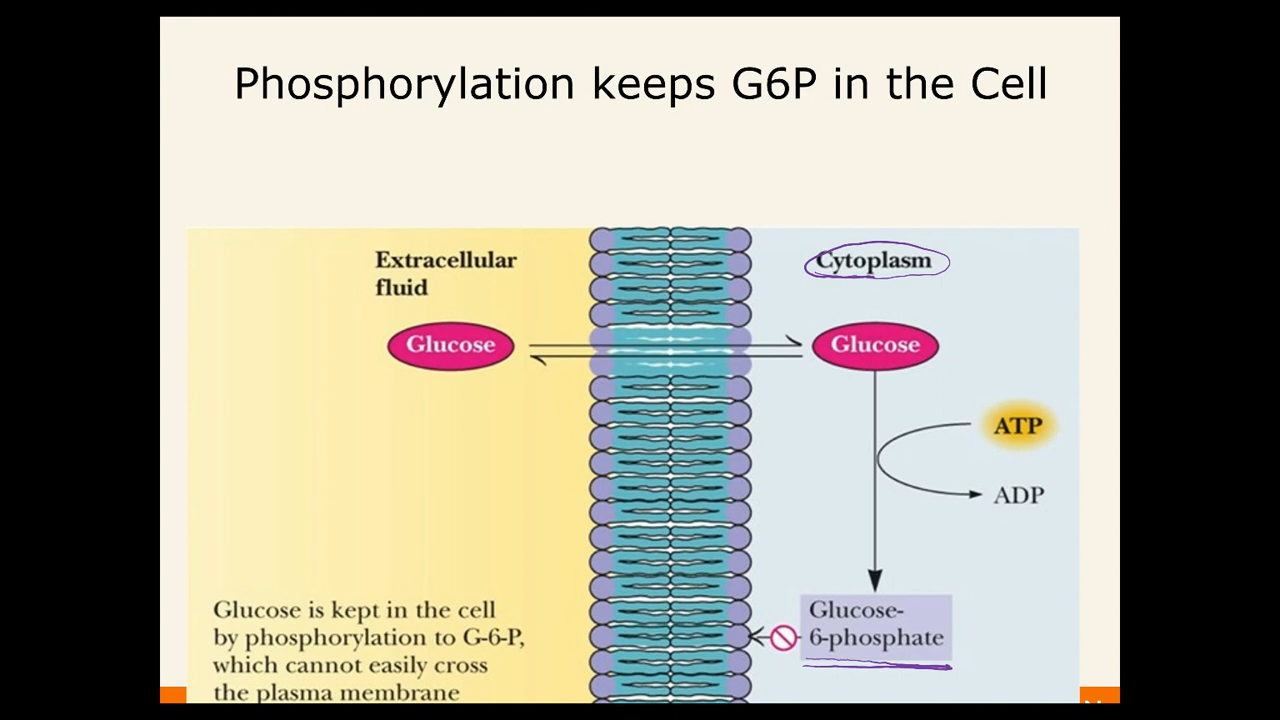 Phosphorylation keeps G6P in the Cell
Extracellular
fluid
Cytoplasm
Glucose
Glucose
ATP
ADP
Glucose-
6-phosphate
Glucose is kept in the cell
by phosphorylation to G-6-P,
which cannot easily cross
the plasma membrane